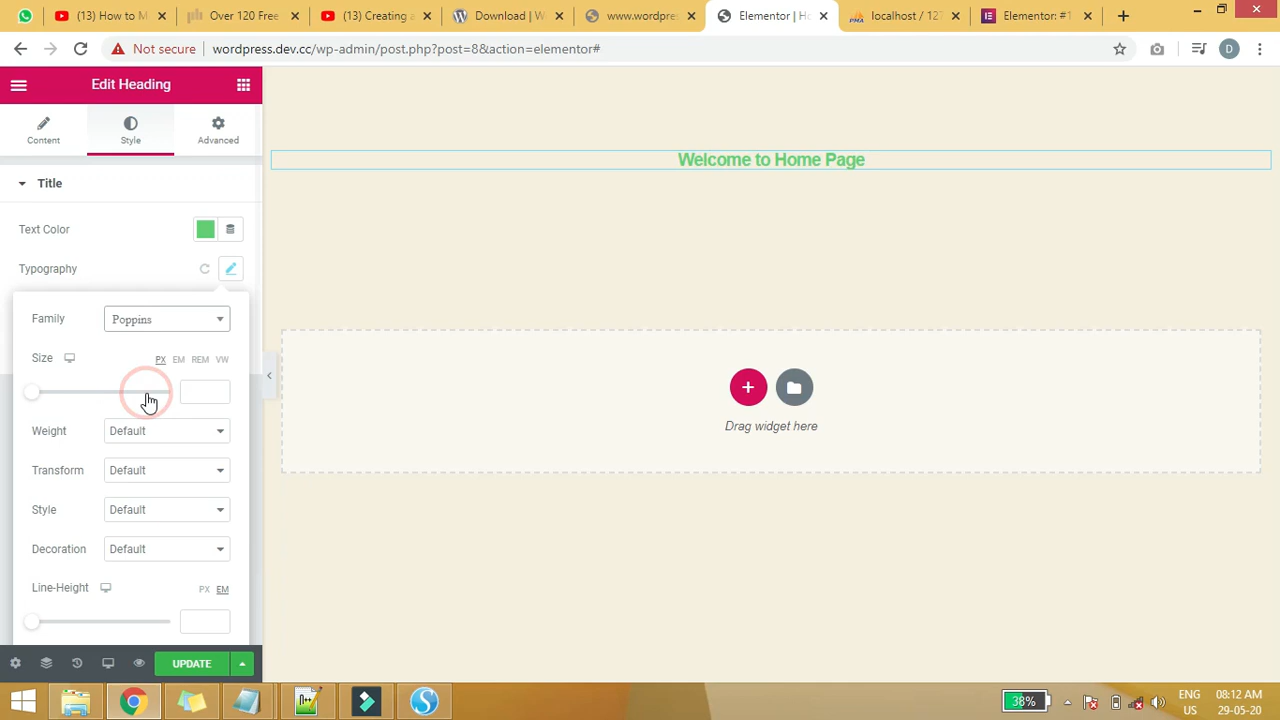 (13) How to M
Over 120 Free
(13) Creating a
Download | W
www.wordpres
Elementor | Ho
localhost / 127
Elementor: #1
Not secure
wordpress.dev.cc/wp-admin/post.php?post=8&action=elementor#
D
Edit Heading
Content
Style
Advanced
Title
Text Color
Typography
Family
Poppins
Size
PX EM REM VW
Weight
Default
Transform
Default
Style
Default
Decoration
Default
Line-Height
PX EM
UPDATE
Welcome to Home Page
Drag widget here
38%
ENG
US
08:12 AM
29-05-20